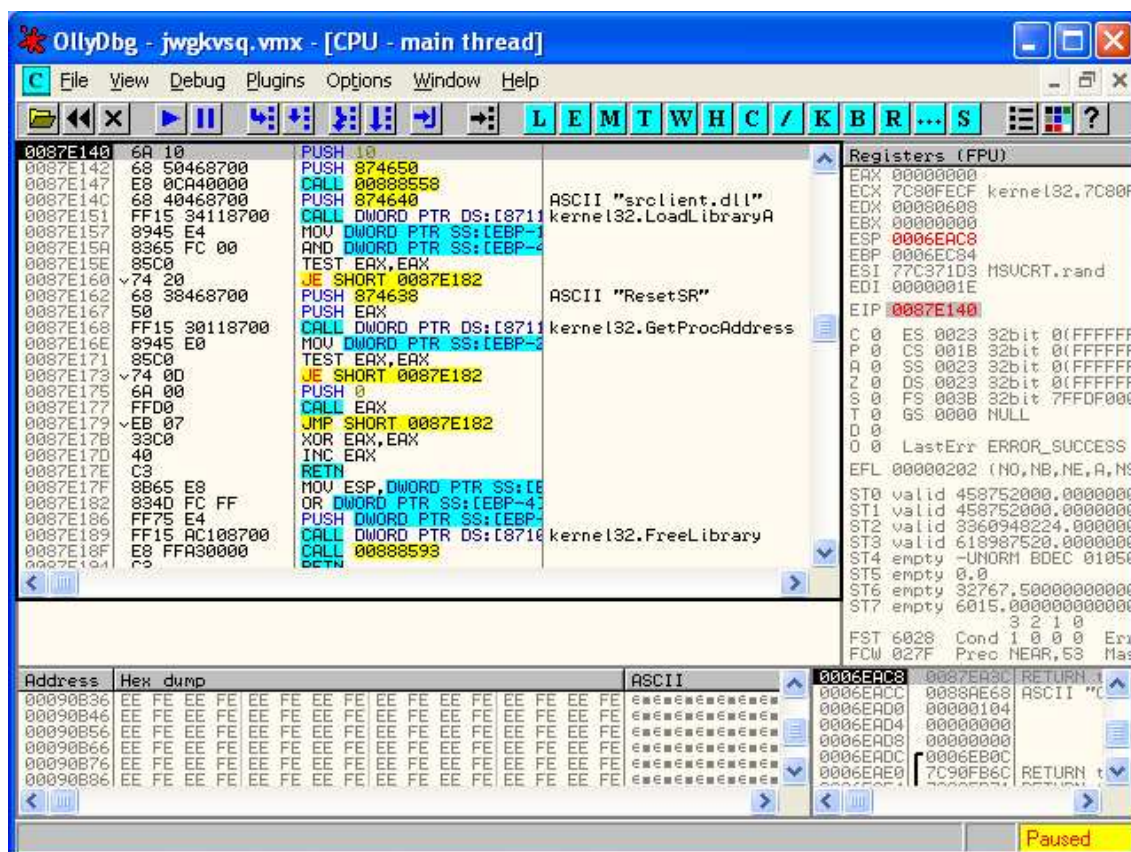 OllyDbg - jwgkvsq.vmx - [CPU - main thread]
C File View Debug Plugins Options Window Help
L E M T W H C / K B R ... S ?
0087E140 6A 10 PUSH 10
0087E142 68 50468700 PUSH 874650
0087E147 E8 0CA40000 CALL 00888558
0087E14C 68 40468700 PUSH 874640 ASCII "srclient.dll"
0087E151 FF15 34118700 CALL DWORD PTR DS:[8711 kernel32.LoadLibraryA
0087E157 8945 E4 MOV DWORD PTR SS:[EBP-1
0087E15A 8365 FC 00 AND DWORD PTR SS:[EBP-4
0087E15E 85C0 TEST EAX,EAX
0087E160 74 20 JE SHORT 0087E182
0087E162 68 38468700 PUSH 874638 ASCII "ResetSR"
0087E167 50 PUSH EAX
0087E168 FF15 30118700 CALL DWORD PTR DS:[8711 kernel32.GetProcAddress
0087E16E 8945 E0 MOV DWORD PTR SS:[EBP-2
0087E171 85C0 TEST EAX,EAX
0087E173 74 0D JE SHORT 0087E182
0087E175 6A 00 PUSH 0
0087E177 FFD0 CALL EAX
0087E179 EB 07 JMP SHORT 0087E182
0087E17B 33C0 XOR EAX,EAX
0087E17D 40 INC EAX
0087E17E C3 RETN
0087E17F 8B65 E8 MOV ESP,DWORD PTR SS:[E
0087E182 834D FC FF OR DWORD PTR SS:[EBP-4]
0087E186 FF75 E4 PUSH DWORD PTR SS:[EBP-
0087E189 FF15 AC108700 CALL DWORD PTR DS:[8710 kernel32.FreeLibrary
0087E18F E8 FFA30000 CALL 00888593
0087E194 C3 RETN
Registers (FPU)
EAX 00000000
ECX 7C80FECF kernel32.7C80F
EDX 00080608
EBX 00000000
ESP 0006EAC8
EBP 0006EC84
ESI 77C371D3 MSVCRT.rand
EDI 0000001E
EIP 0087E140
C 0 ES 0023 32bit 0(FFFFFF
P 0 CS 001B 32bit 0(FFFFFF
A 0 SS 0023 32bit 0(FFFFFF
Z 0 DS 0023 32bit 0(FFFFFF
S 0 FS 003B 32bit 7FFDF000
T 0 GS 0000 NULL
D 0
O 0 LastErr ERROR_SUCCESS
EFL 00000202 (NO,NB,NE,A,NS
ST0 valid 458752000.0000000
ST1 valid 458752000.0000000
ST2 valid 3360948224.000000
ST3 valid 618987520.0000000
ST4 empty -UNORM BDEC 01050
ST5 empty 0.0
ST6 empty 32767.50000000000
ST7 empty 6015.000000000000
3 2 1 0
FST 6028 Cond 1 0 0 0 Err
FCW 027F Prec NEAR,53 Mas
Address Hex dump ASCII
00090B36 EE FE EE FE EE FE EE FE EE FE EE FE EE FE EE FE ε■ε■ε■ε■ε■ε■ε■ε■
00090B46 EE FE EE FE EE FE EE FE EE FE EE FE EE FE EE FE ε■ε■ε■ε■ε■ε■ε■ε■
00090B56 EE FE EE FE EE FE EE FE EE FE EE FE EE FE EE FE ε■ε■ε■ε■ε■ε■ε■ε■
00090B66 EE FE EE FE EE FE EE FE EE FE EE FE EE FE EE FE ε■ε■ε■ε■ε■ε■ε■ε■
00090B76 EE FE EE FE EE FE EE FE EE FE EE FE EE FE EE FE ε■ε■ε■ε■ε■ε■ε■ε■
00090B86 EE FE EE FE EE FE EE FE EE FE EE FE EE FE EE FE ε■ε■ε■ε■ε■ε■ε■ε■
0006EAC8 0087EA3C RETURN t
0006EACC 0088AE68 ASCII "C
0006EAD0 00000104
0006EAD4 00000000
0006EAD8 00000000
0006EADC 0006EB0C
0006EAE0 7C90FB6C RETURN t
Paused